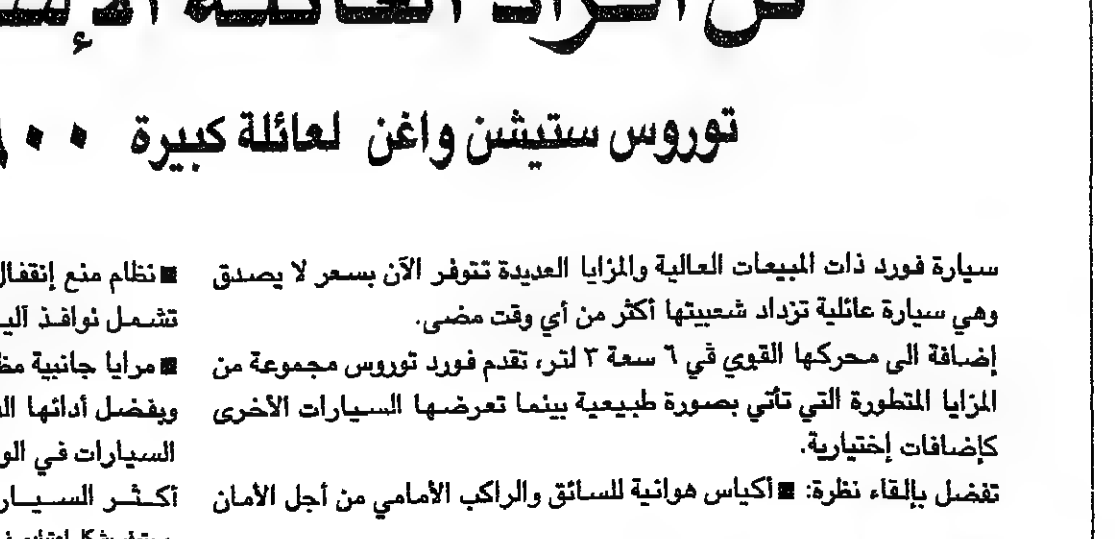 توروس ستيشن واغن لعائلة كبيرة
سيارة فورد ذات المبيعات العالية والمزايا العديدة تتوفر الآن بسعر لا يصدق
وهي سيارة عائلية تزداد شعبيتها أكثر من أي وقت مضى.
إضافة الى محركها القوي ڤي ٦ سعة ٣ لتر، تقدم فورد توروس مجموعة من
المزايا المتطورة التي تأتي بصورة طبيعية بينما تعرضها السيارات الأخرى
كإضافات إختيارية.
تفضل بإلقاء نظرة: ■ أكياس هوائية للسائق والراكب الأمامي من أجل الأمان
■ نظام منع إنقفال
تشمل نوافذ
■ مرايا جانبية
وبفضل أدائها
السيارات في
أكثر